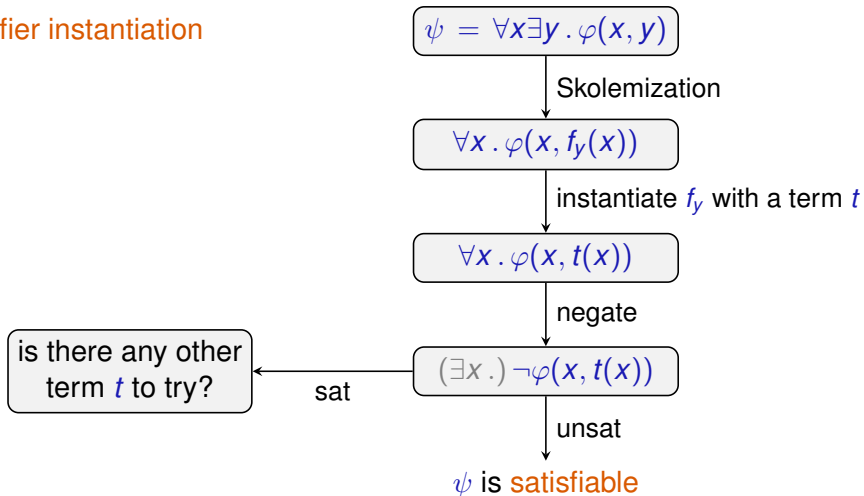 fier instantiation
ψ = ∀x∃y . φ(x, y)
Skolemization
∀x . φ(x, f_y(x))
instantiate f_y with a term t
∀x . φ(x, t(x))
negate
is there any other
term t to try?
sat
(∃x .) ¬φ(x, t(x))
unsat
ψ is satisfiable